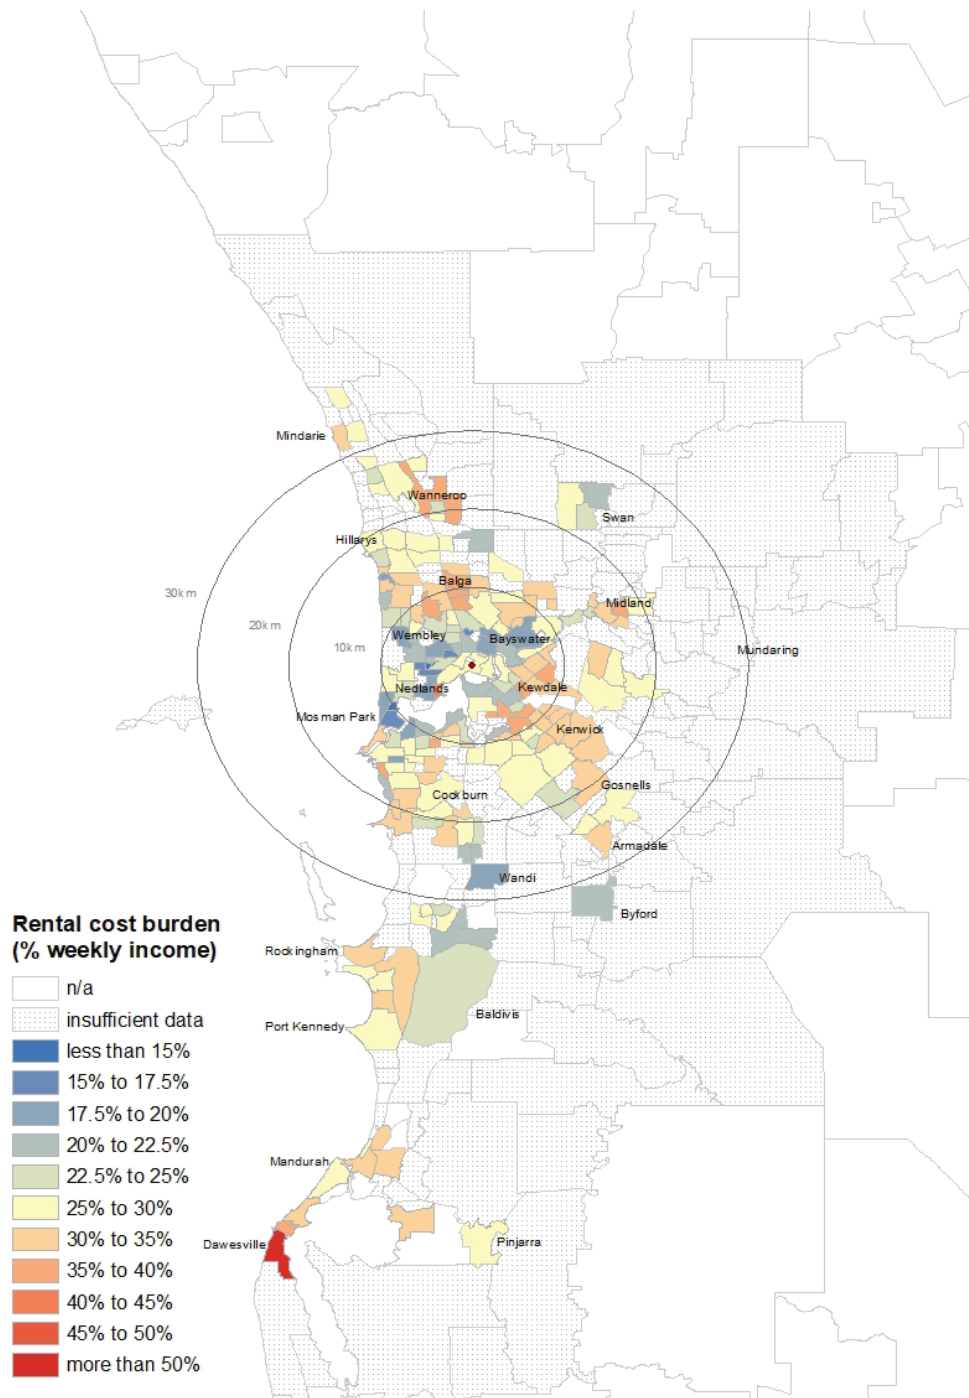 Mindarie
Wanneroo
Swan
Hillarys
30km
Balga
Midland
20km
Wembley
Bayswater
10km
Mundaring
Nedlands
Kewdale
Mosman Park
Kenwick
Gosnells
Cockburn
Armadale
Wandi
Byford
Rental cost burden
(% weekly income)
n/a
insufficient data
less than 15%
15% to 17.5%
17.5% to 20%
20% to 22.5%
22.5% to 25%
25% to 30%
30% to 35%
35% to 40%
40% to 45%
45% to 50%
more than 50%
Rockingham
Port Kennedy
Baldivis
Mandurah
Dawesville
Pinjarra